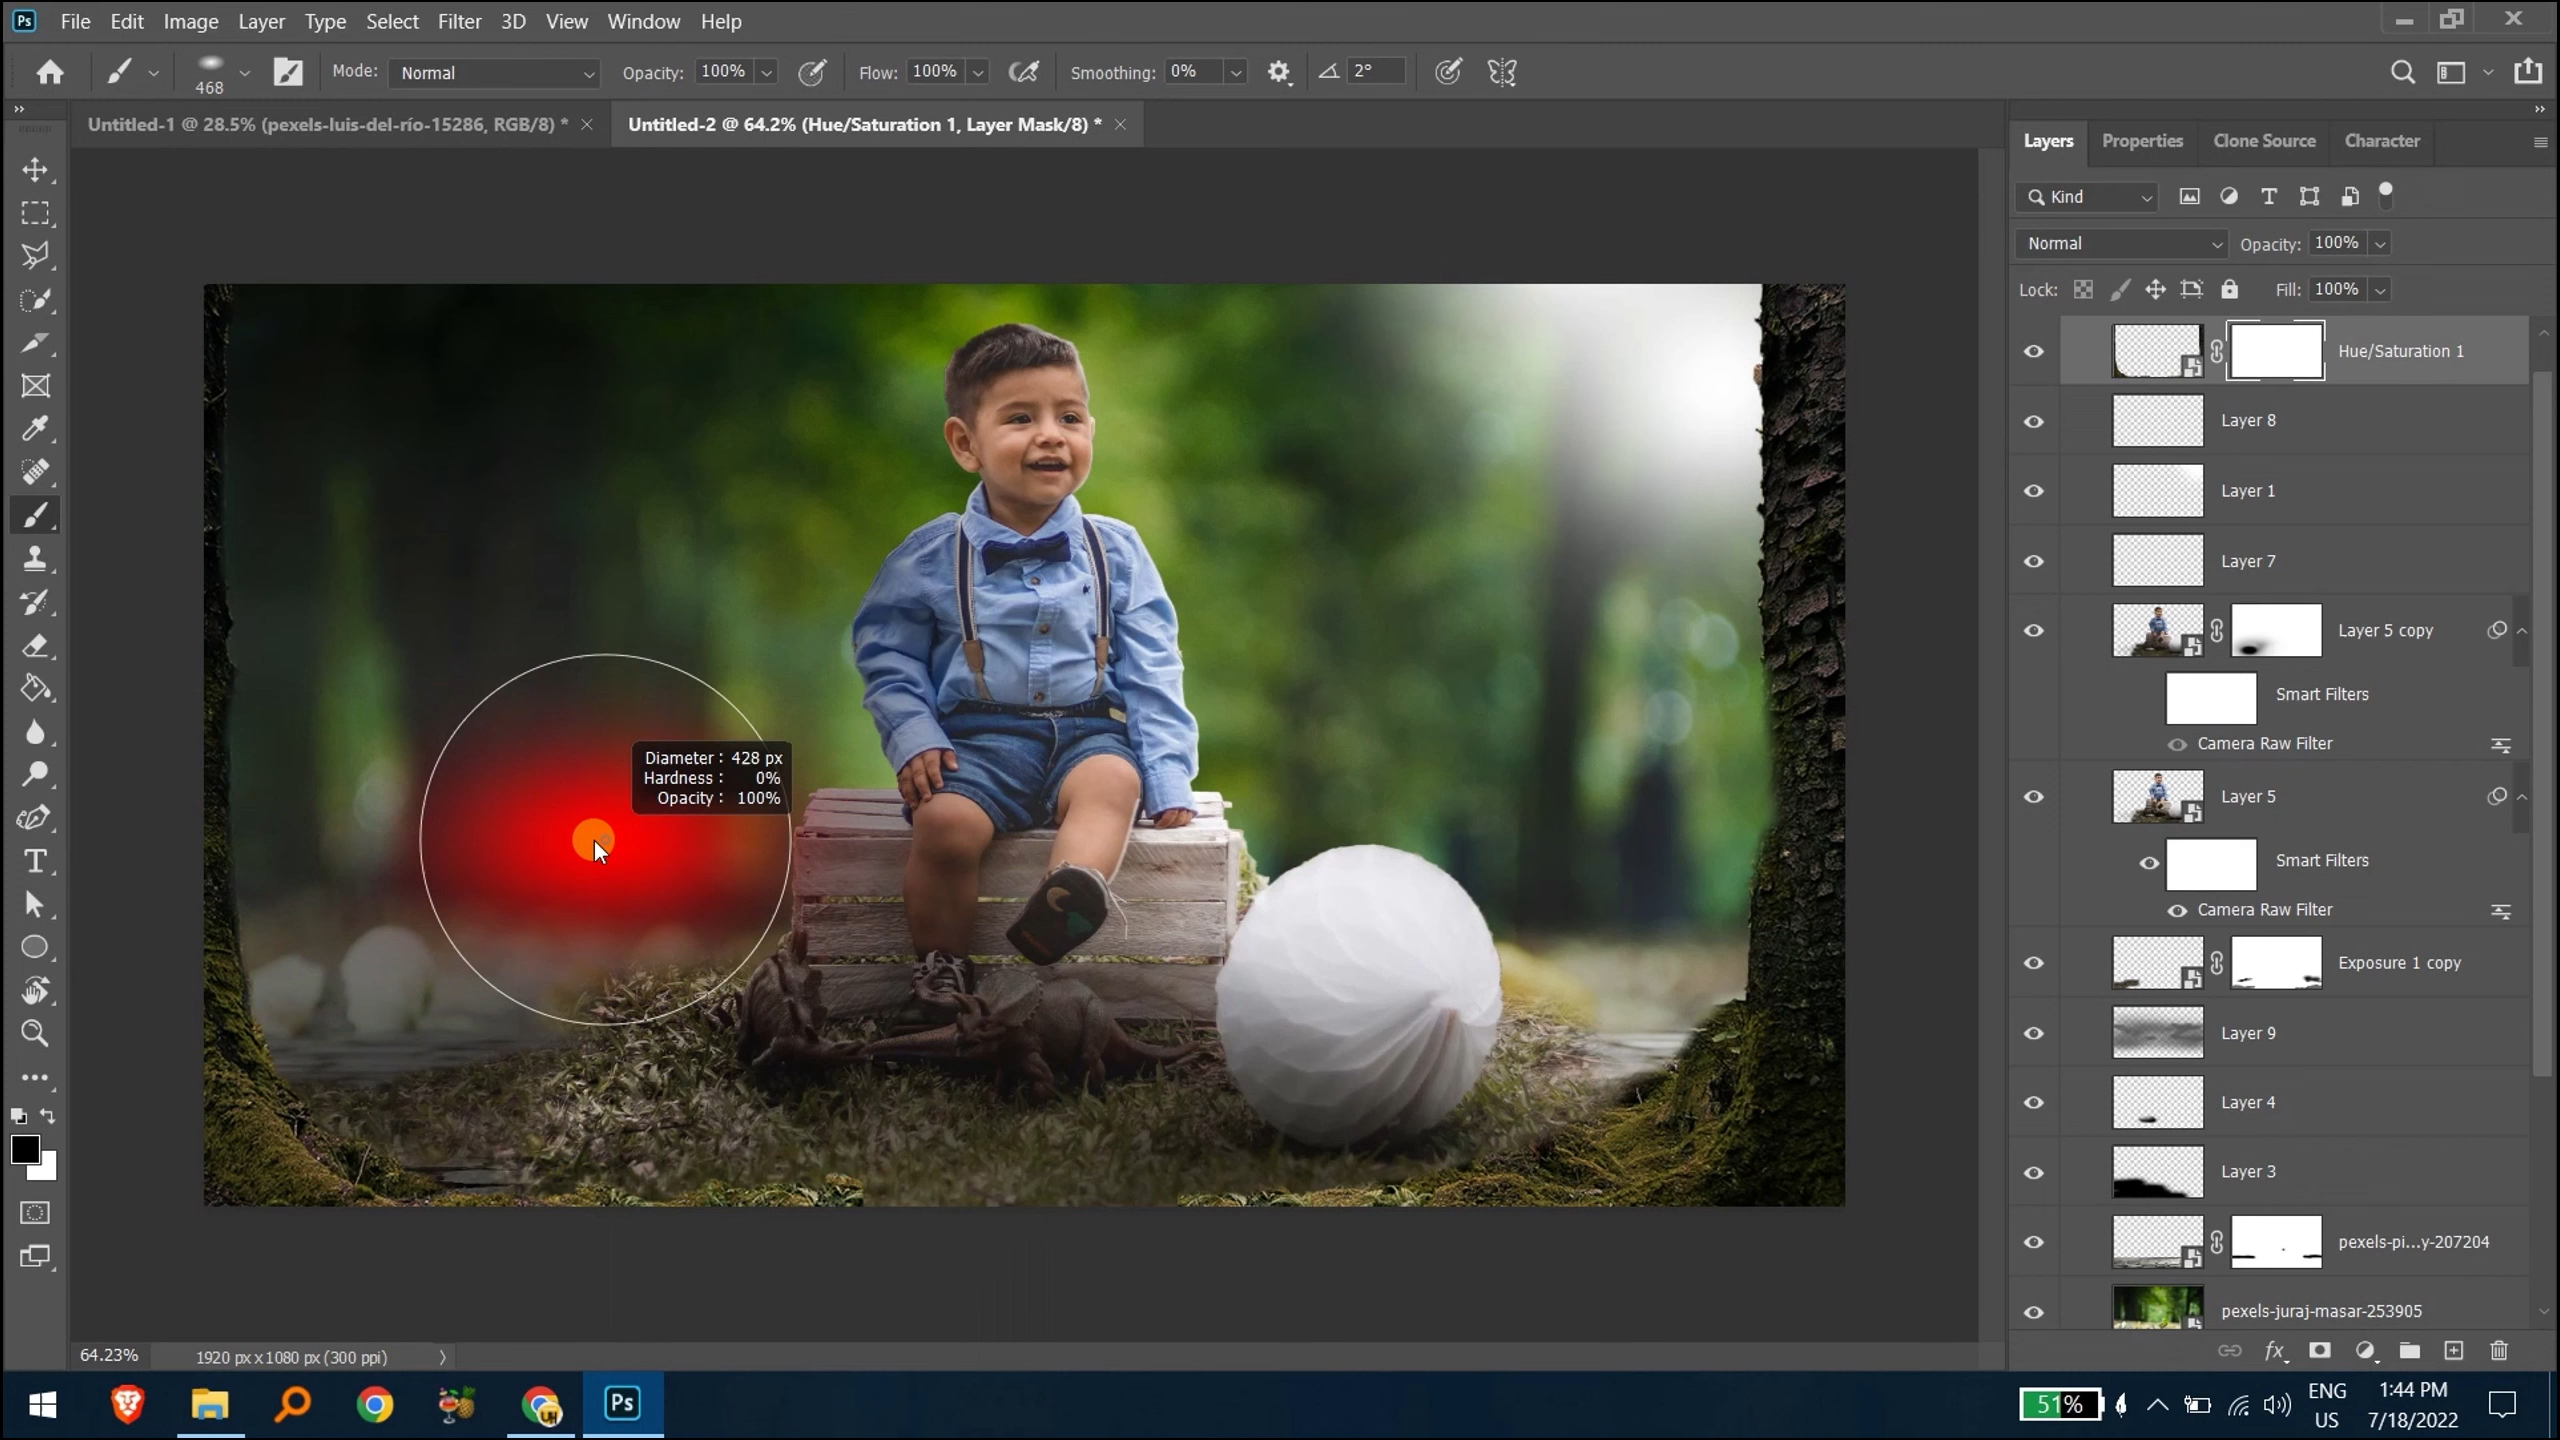 Ps File Edit Image Layer Type Select Filter 3D View Window Help
468 Mode: Normal Opacity: 100% Flow: 100% Smoothing: 0% 2°
Untitled-1 @ 28.5% (pexels-luis-del-río-15286, RGB/8) * Untitled-2 @ 64.2% (Hue/Saturation 1, Layer Mask/8) *
Layers Properties Clone Source Character
Kind
Normal Opacity: 100%
Lock: Fill: 100%
Hue/Saturation 1
Layer 8
Layer 1
Layer 7
Layer 5 copy
Smart Filters
Camera Raw Filter
Layer 5
Smart Filters
Camera Raw Filter
Exposure 1 copy
Layer 9
Layer 4
Layer 3
pexels-pi...y-207204
pexels-juraj-masar-253905
fx
Diameter: 428 px
Hardness: 0%
Opacity: 100%
64.23% 1920 px x 1080 px (300 ppi)
Ps
51%
ENG
US
1:44 PM
7/18/2022